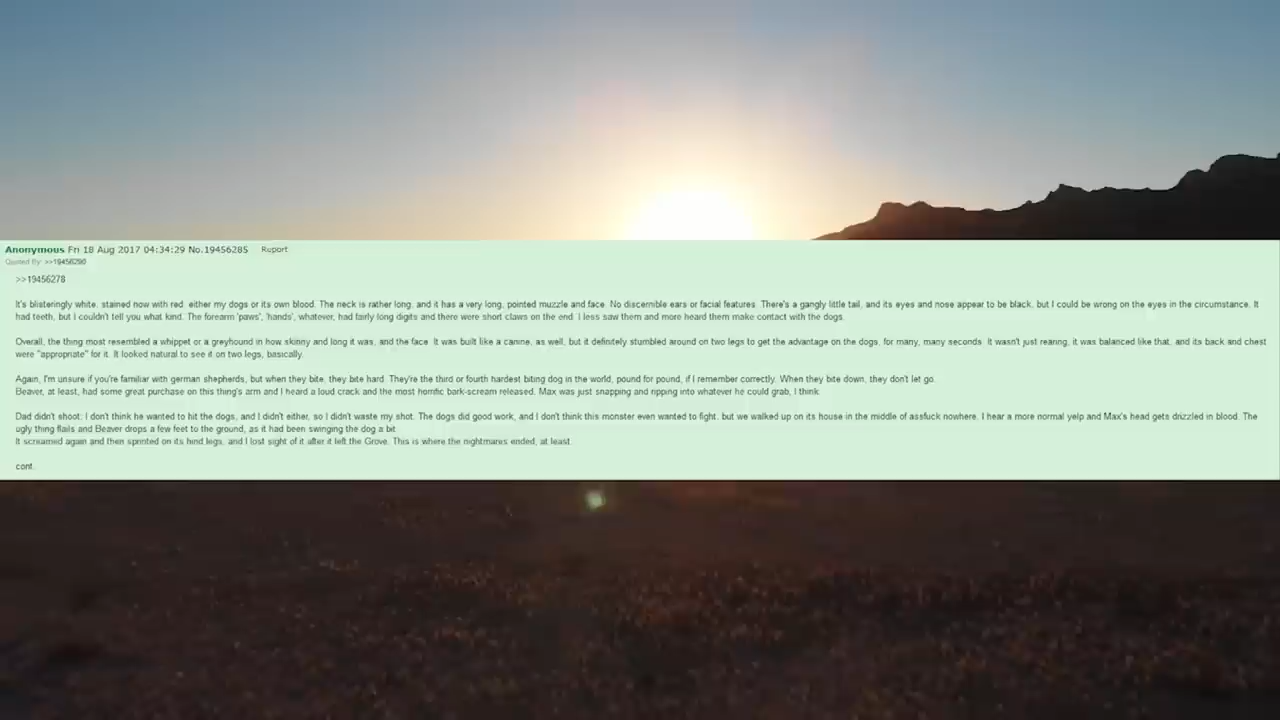 Anonymous Fri 18 Aug 2017 04:34:29 No.19456285 Report
Quoted By: >>19456290
>>19456278
It's blisteringly white, stained now with red, either my dogs or its own blood. The neck is rather long, and it has a very long, pointed muzzle and face. No discernible ears or facial features. There's a gangly little tail, and its eyes and nose appear to be black, but I could be wrong on the eyes in the circumstance. It
had teeth, but I couldn't tell you what kind. The forearm 'paws', 'hands', whatever, had fairly long digits and there were short claws on the end. I less saw them and more heard them make contact with the dogs.
Overall, the thing most resembled a whippet or a greyhound in how skinny and long it was, and the face. It was built like a canine, as well, but it definitely stumbled around on two legs to get the advantage on the dogs, for many, many seconds. It wasn't just rearing, it was balanced like that, and its back and chest
were "appropriate" for it. It looked natural to see it on two legs, basically.
Again, I'm unsure if you're familiar with german shepherds, but when they bite, they bite hard. They're the third or fourth hardest biting dog in the world, pound for pound, if I remember correctly. When they bite down, they don't let go.
Beaver, at least, had some great purchase on this thing's arm and I heard a loud crack and the most horrific bark-scream released. Max was just snapping and ripping into whatever he could grab, I think.
Dad didn't shoot; I don't think he wanted to hit the dogs, and I didn't either, so I didn't waste my shot. The dogs did good work, and I don't think this monster even wanted to fight, but we walked up on its house in the middle of assfuck nowhere. I hear a more normal yelp and Max's head gets drizzled in blood. The
ugly thing flails and Beaver drops a few feet to the ground, as it had been swinging the dog a bit.
It screamed again and then sprinted on its hind legs, and I lost sight of it after it left the Grove. This is where the nightmares ended, at least.
cont.